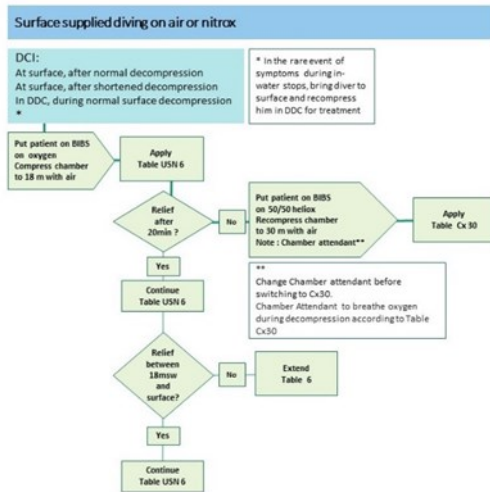 Surface supplied diving on air or nitrox
DCI:
At surface, after normal decompression
At surface, after shortened decompression
In DDC, during normal surface decompression
*
* In the rare event of
symptoms during in-
water stops, bring diver to
surface and recompress
him in DDC for treatment
Put patient on BIBS
on oxygen
Compress chamber
to 18 m with air
Apply
Table USN 6
Relief
after
20min ?
No
Put patient on BIBS
on 50/50 heliox
Recompress chamber
to 30 m with air
Note : Chamber attendant**
Apply
Table Cx 30
Yes
**
Change Chamber attendant before
switching to Cx30.
Chamber Attendant to breathe oxygen
during decompression according to Table
Cx30
Continue
Table USN 6
Relief
between
18msw
and
surface?
No
Extend
Table 6
Yes
Continue
Table USN 6